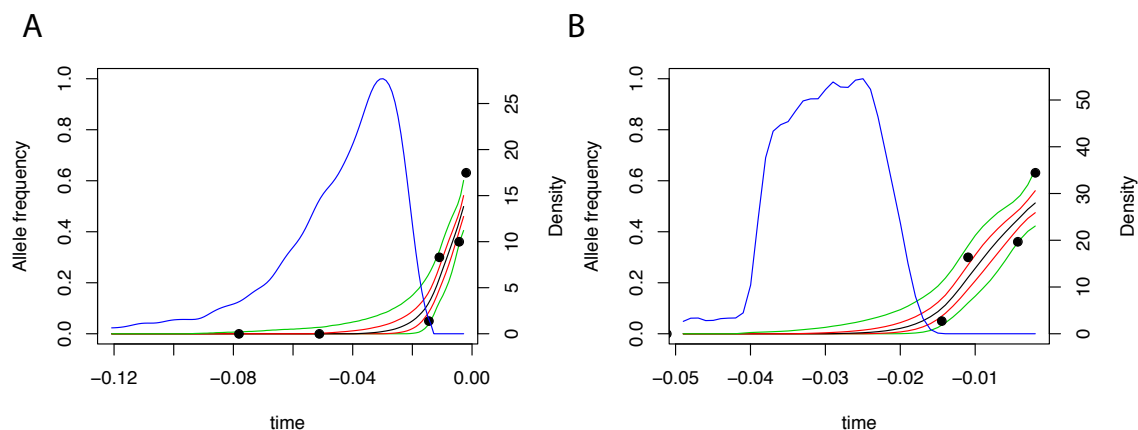 A
B
Allele frequency
0.0 0.2 0.4 0.6 0.8 1.0
−0.12 −0.08 −0.04 0.00
time
0 5 10 15 20 25
Density
Allele frequency
0.0 0.2 0.4 0.6 0.8 1.0
−0.05 −0.04 −0.03 −0.02 −0.01
time
0 10 20 30 40 50
Density